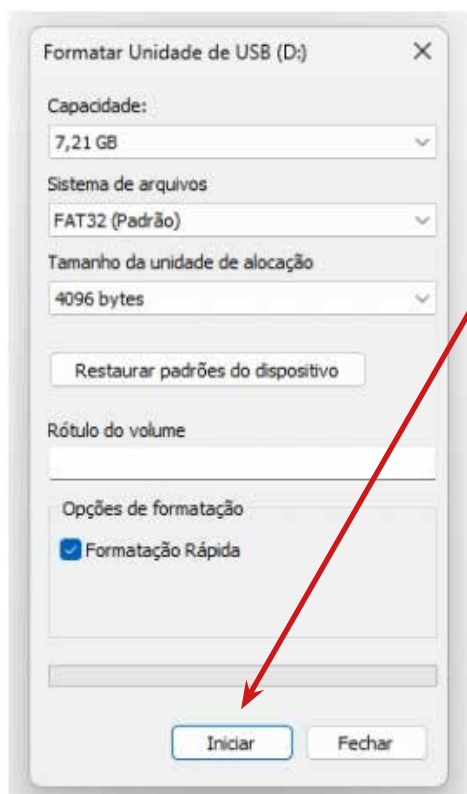 Formatar Unidade de USB (D:)
Capacidade:
7,21 GB
Sistema de arquivos
FAT32 (Padrão)
Tamanho da unidade de alocação
4096 bytes
Restaurar padrões do dispositivo
Rótulo do volume
Opções de formatação
Formatação Rápida
Iniciar Fechar